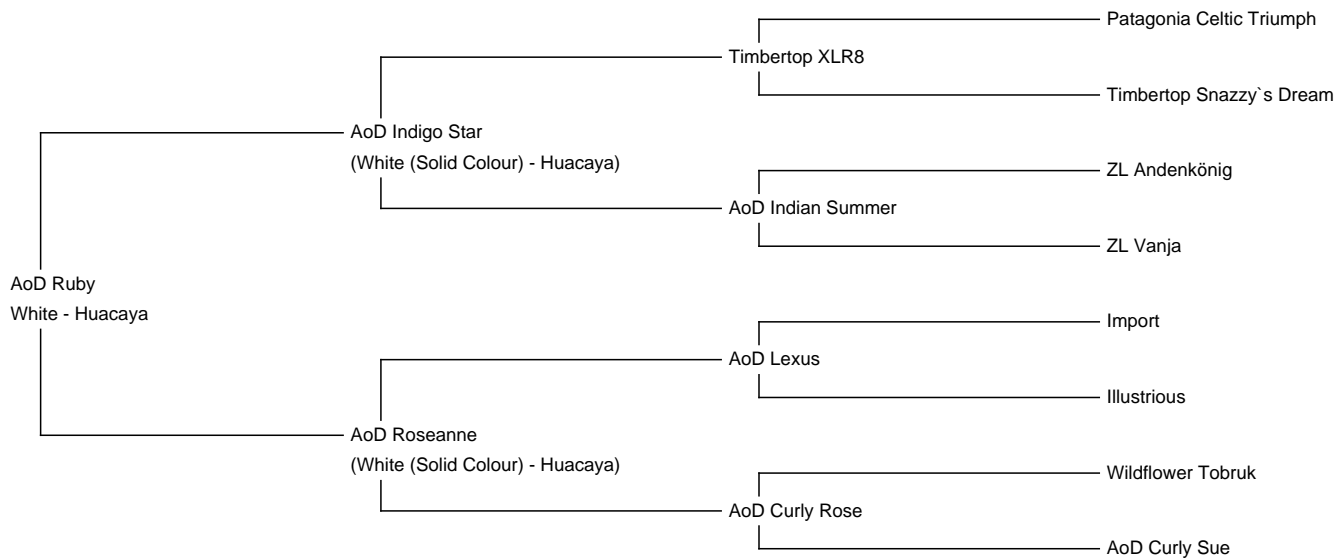 Patagonia Celtic Triumph
Timbertop XLR8
Timbertop Snazzy`s Dream
AoD Indigo Star
(White (Solid Colour) - Huacaya)
ZL Andenkönig
AoD Indian Summer
ZL Vanja
AoD Ruby
White - Huacaya
Import
AoD Lexus
Illustrious
AoD Roseanne
(White (Solid Colour) - Huacaya)
Wildflower Tobruk
AoD Curly Rose
AoD Curly Sue